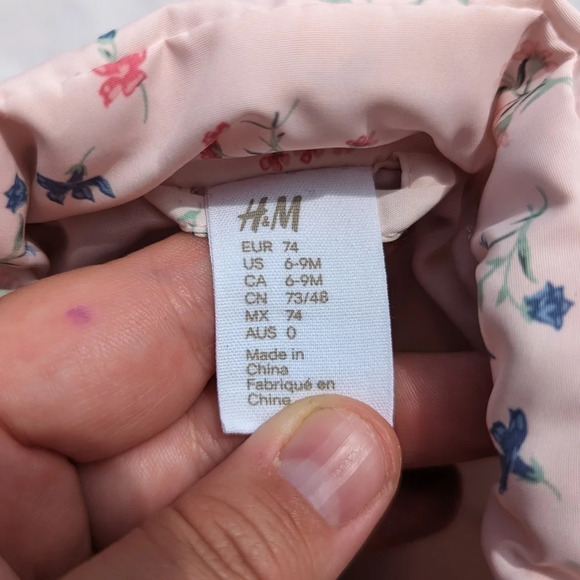 H&M
EUR 74
US 6-9M
CA 6-9M
CN 73/48
MX 74
AUS 0
Made in
China
Fabriqué en
Chine